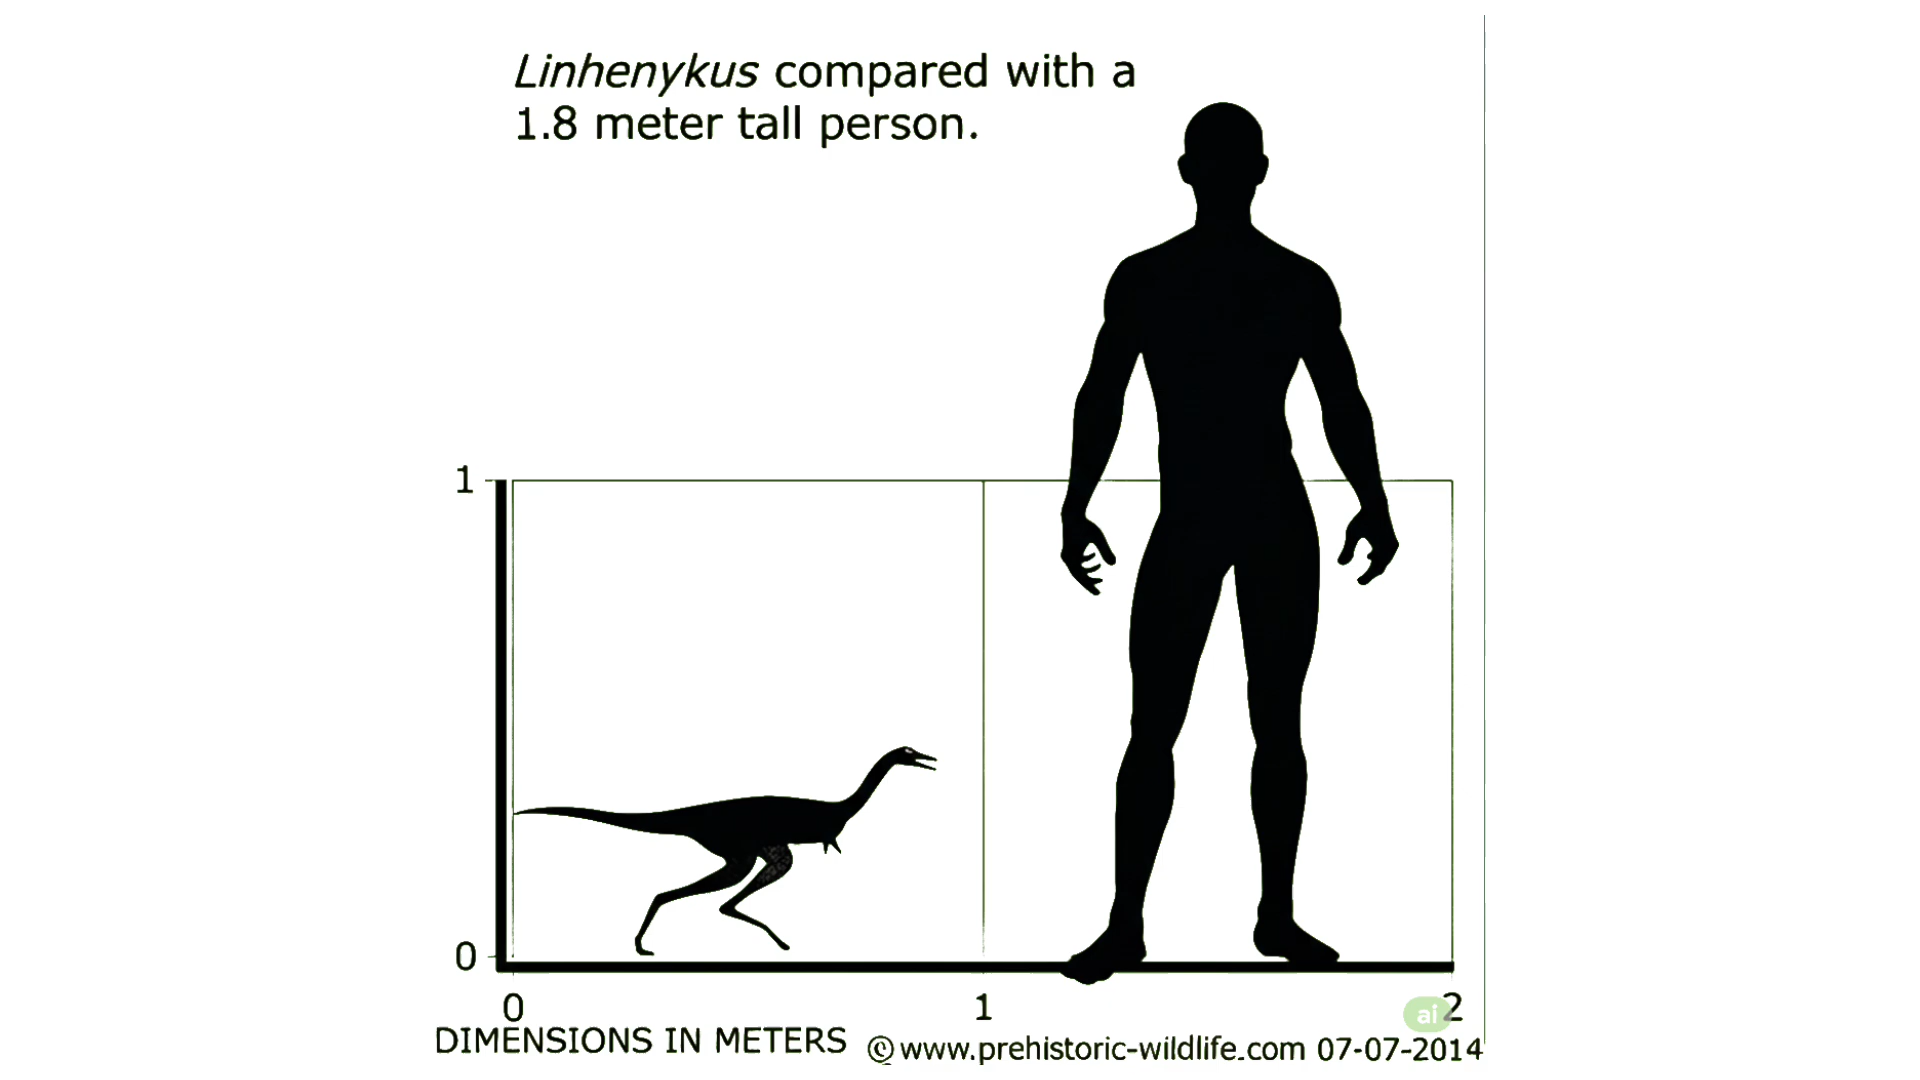 Linhenykus compared with a
1.8 meter tall person.
1
0
0 1 2
ai
DIMENSIONS IN METERS © www.prehistoric-wildlife.com 07-07-2014